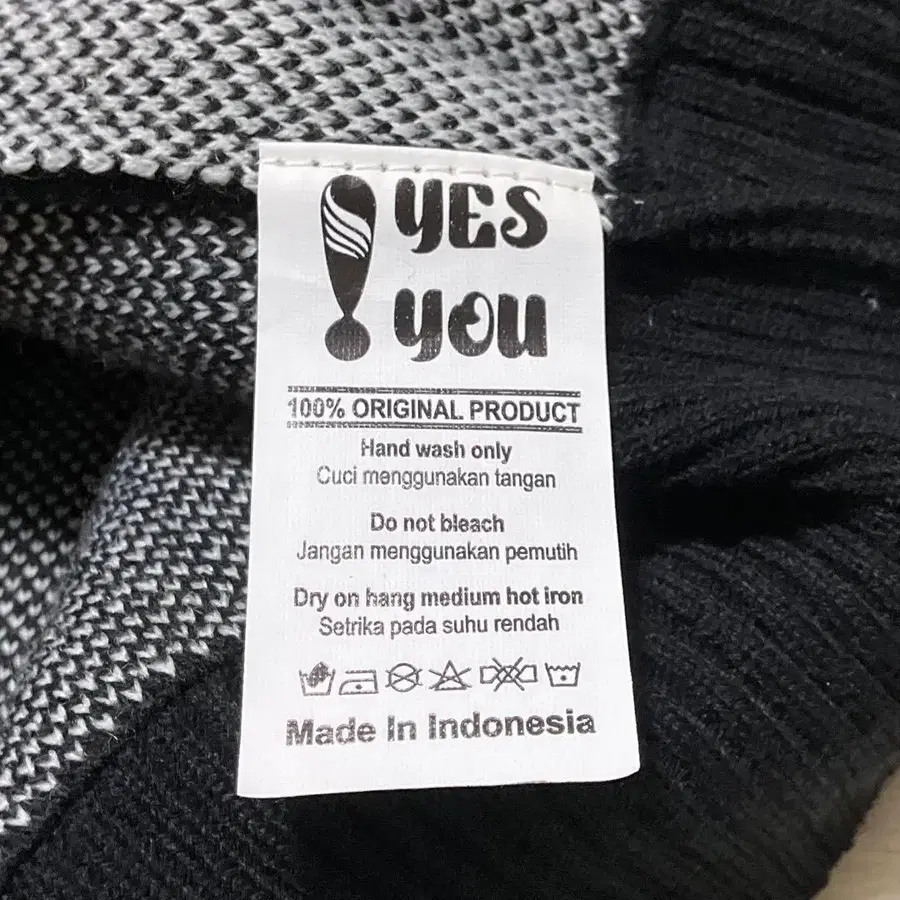 YES
YOU
100% ORIGINAL PRODUCT
Hand wash only
Cuci menggunakan tangan
Do not bleach
Jangan menggunakan pemutih
Dry on hang medium hot iron
Setrika pada suhu rendah
Made In Indonesia